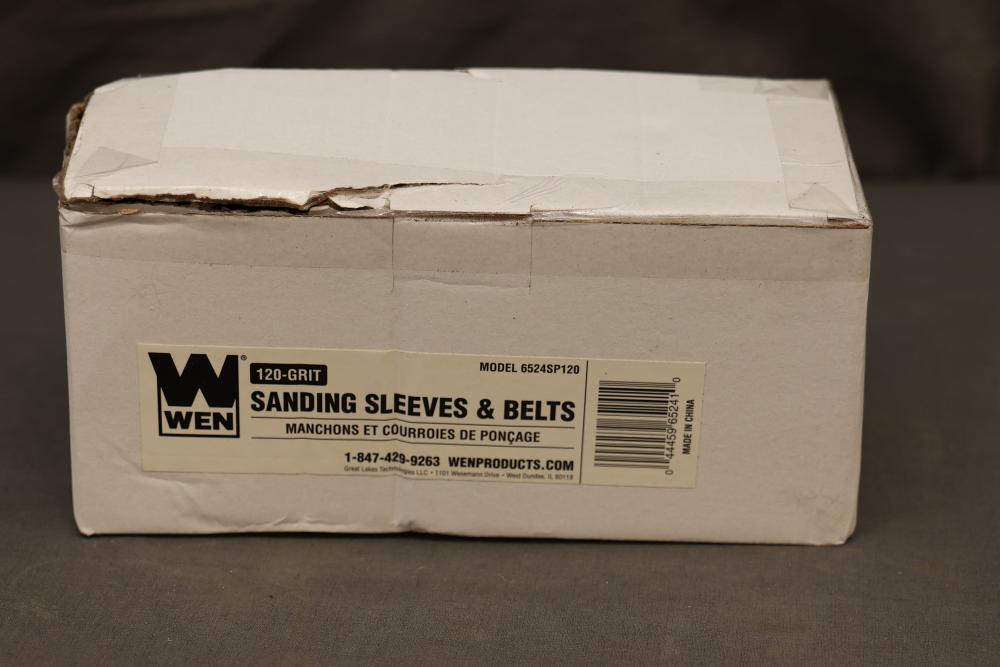 W®
WEN
120-GRIT
MODEL 6524SP120
SANDING SLEEVES & BELTS
MANCHONS ET COURROIES DE PONÇAGE
1-847-429-9263 WENPRODUCTS.COM
Great Lakes Technologies LLC • 1101 Wesemann Drive • West Dundee, IL 60118
0 44459 65241 0
MADE IN CHINA